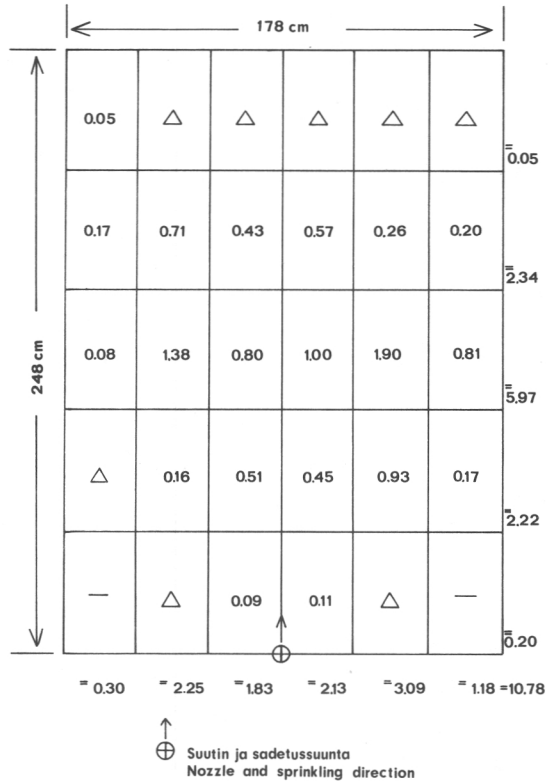 178 cm
248 cm
0.05 △ △ △ △ △
= 0.05
0.17 0.71 0.43 0.57 0.26 0.20
= 2.34
0.08 1.38 0.80 1.00 1.90 0.81
= 5.97
△ 0.16 0.51 0.45 0.93 0.17
= 2.22
— △ 0.09 0.11 △ —
= 0.20
= 0.30 = 2.25 = 1.83 = 2.13 = 3.09 = 1.18 = 10.78
Suutin ja sadetussuunta
Nozzle and sprinkling direction